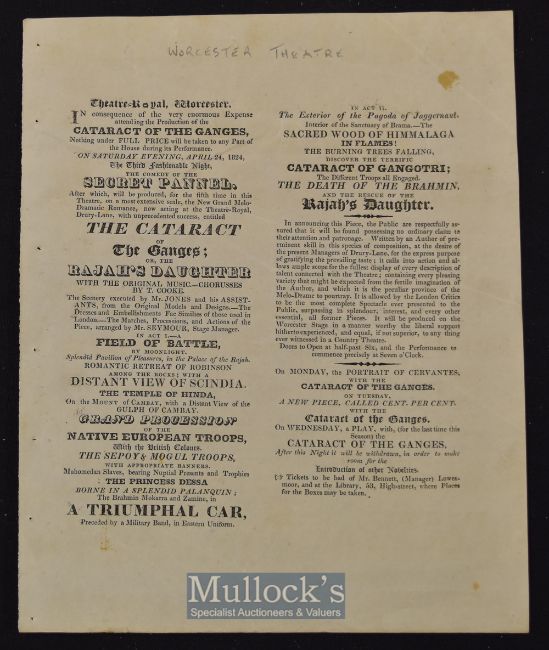 WORCESTER THEATRE
Theatre-Royal, Worcester.
IN consequence of the very enormous Expense
attending the Production of the
CATARACT OF THE GANGES,
Nothing under FULL PRICE will be taken to any Part of
the House during its Performance.
ON SATURDAY EVENING, APRIL 24, 1824,
The Third Fashionable Night,
THE COMEDY OF THE
SECRET PANNEL.
After which, will be produced, for the fifth time in this
Theatre, on a most extensive scale, the New Grand Melo-
Dramatic Romance, now acting at the Theatre-Royal,
Drury-Lane, with unprecedented success, entitled
THE CATARACT
OF
The Ganges;
OR, THE
RAJAH'S DAUGHTER
WITH THE ORIGINAL MUSIC.—CHORUSSES
BY T. COOKE.
The Scenery executed by Mr. JONES and his ASSIST-
ANTS, from the Original Models and Designs.—The
Dresses and Embellishments Fac Similies of those used in
London.—The Marches, Processions, and Actions of the
Piece, arranged by Mr. SEYMOUR, Stage Manager.
IN ACT I.—A
FIELD OF BATTLE,
BY MOONLIGHT.
Splendid Pavilion of Pleasures, in the Palace of the Rajah.
ROMANTIC RETREAT OF ROBINSON
AMONG THE ROCKS; WITH A
DISTANT VIEW OF SCINDIA.
THE TEMPLE OF HINDA,
On the MOUNT of CAMBAY, with a Distant View of the
GULPH OF CAMBAY.
GRAND PROCESSION
OF THE
NATIVE EUROPEAN TROOPS,
With the British Colours.
THE SEPOY & MOGUL TROOPS,
WITH APPROPRIATE BANNERS.
Mahomedan Slaves, bearing Nuptial Presents and Trophies
THE PRINCESS DESSA
BORNE IN A SPLENDID PALANQUIN;
The Brahmin Mokarra and Zamine, in
A TRIUMPHAL CAR,
Preceded by a Military Band, in Eastern Uniform.
IN ACT II.
The Exterior of the Pagoda of Jaggernaut.
Interior of the Sanctuary of Brama.—The
SACRED WOOD OF HIMMALAGA
IN FLAMES!
THE BURNING TREES FALLING,
DISCOVER THE TERRIFIC
CATARACT OF GANGOTRI;
The Different Troops all Engaged.
THE DEATH OF THE BRAHMIN,
AND THE RESCUE OF THE
Rajah's Daughter.
In announcing this Piece, the Public are respectfully as-
sured that it will be found possessing no ordinary claim to
their attention and patronage. Written by an Author of pre-
eminent skill in this species of composition, at the desire of
the present Managers of Drury-Lane, for the express purpose
of gratifying the prevailing taste; it calls into action and al-
lows ample scope for the fullest display of every description of
talent connected with the Theatre; containing every pleasing
variety that might be expected from the fertile imagination of
the Author, and which it is the peculiar province of the
Melo-Drame to pourtray. It is allowed by the London Critics
to be the most complete Spectacle ever presented to the
Public, surpassing in splendour, interest, and every other
essential, all former Pieces. It will be produced on the
Worcester Stage in a manner worthy the liberal support
hitherto experienced, and equal, if not superior, to any thing
ever witnessed in a Country Theatre.
Doors to Open at half-past Six, and the Performance to
commence precisely at Seven o'Clock.
On MONDAY, the PORTRAIT OF CERVANTES,
WITH THE
CATARACT OF THE GANGES.
ON TUESDAY,
A NEW PIECE, CALLED CENT. PER CENT.
WITH THE
Cataract of the Ganges.
On WEDNESDAY, a PLAY, with, (for the last time this
Season) the
CATARACT OF THE GANGES,
After this Night it will be withdrawn, in order to make
room for the
Introduction of other Novelties.
Tickets to be had of Mr. Bennett, (Manager) Lowes-
moor, and at the Library, 53, High-street, where Places
for the Boxes may be taken.
Mullock's
Specialist Auctioneers & Valuers